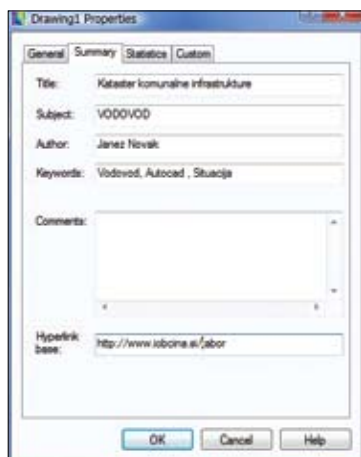 Drawing1 Properties
General Summary Statistics Custom
Title: Kataster komunalne infrastrukture
Subject: VODOVOD
Author: Janez Novak
Keywords: Vodovod, Autocad , Situacija
Comments:
Hyperlink base: http://www.iobcina.si/tabor
OK Cancel Help